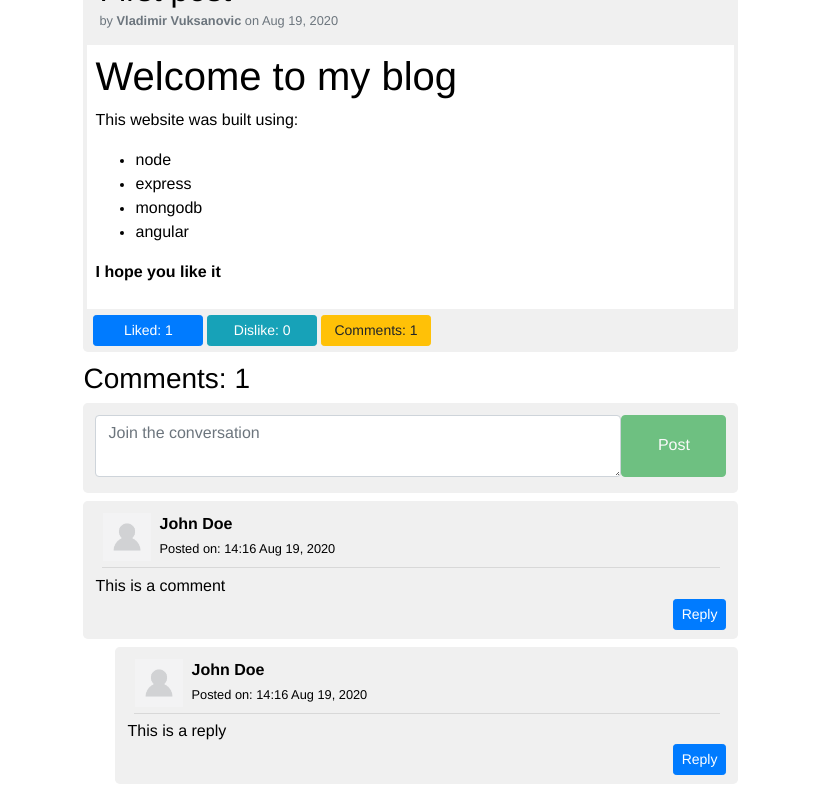 First post
by Vladimir Vuksanovic on Aug 19, 2020
Welcome to my blog
This website was built using:
node
express
mongodb
angular
I hope you like it
Liked: 1 Dislike: 0 Comments: 1
Comments: 1
Join the conversation Post
John Doe
Posted on: 14:16 Aug 19, 2020
This is a comment
Reply
John Doe
Posted on: 14:16 Aug 19, 2020
This is a reply
Reply